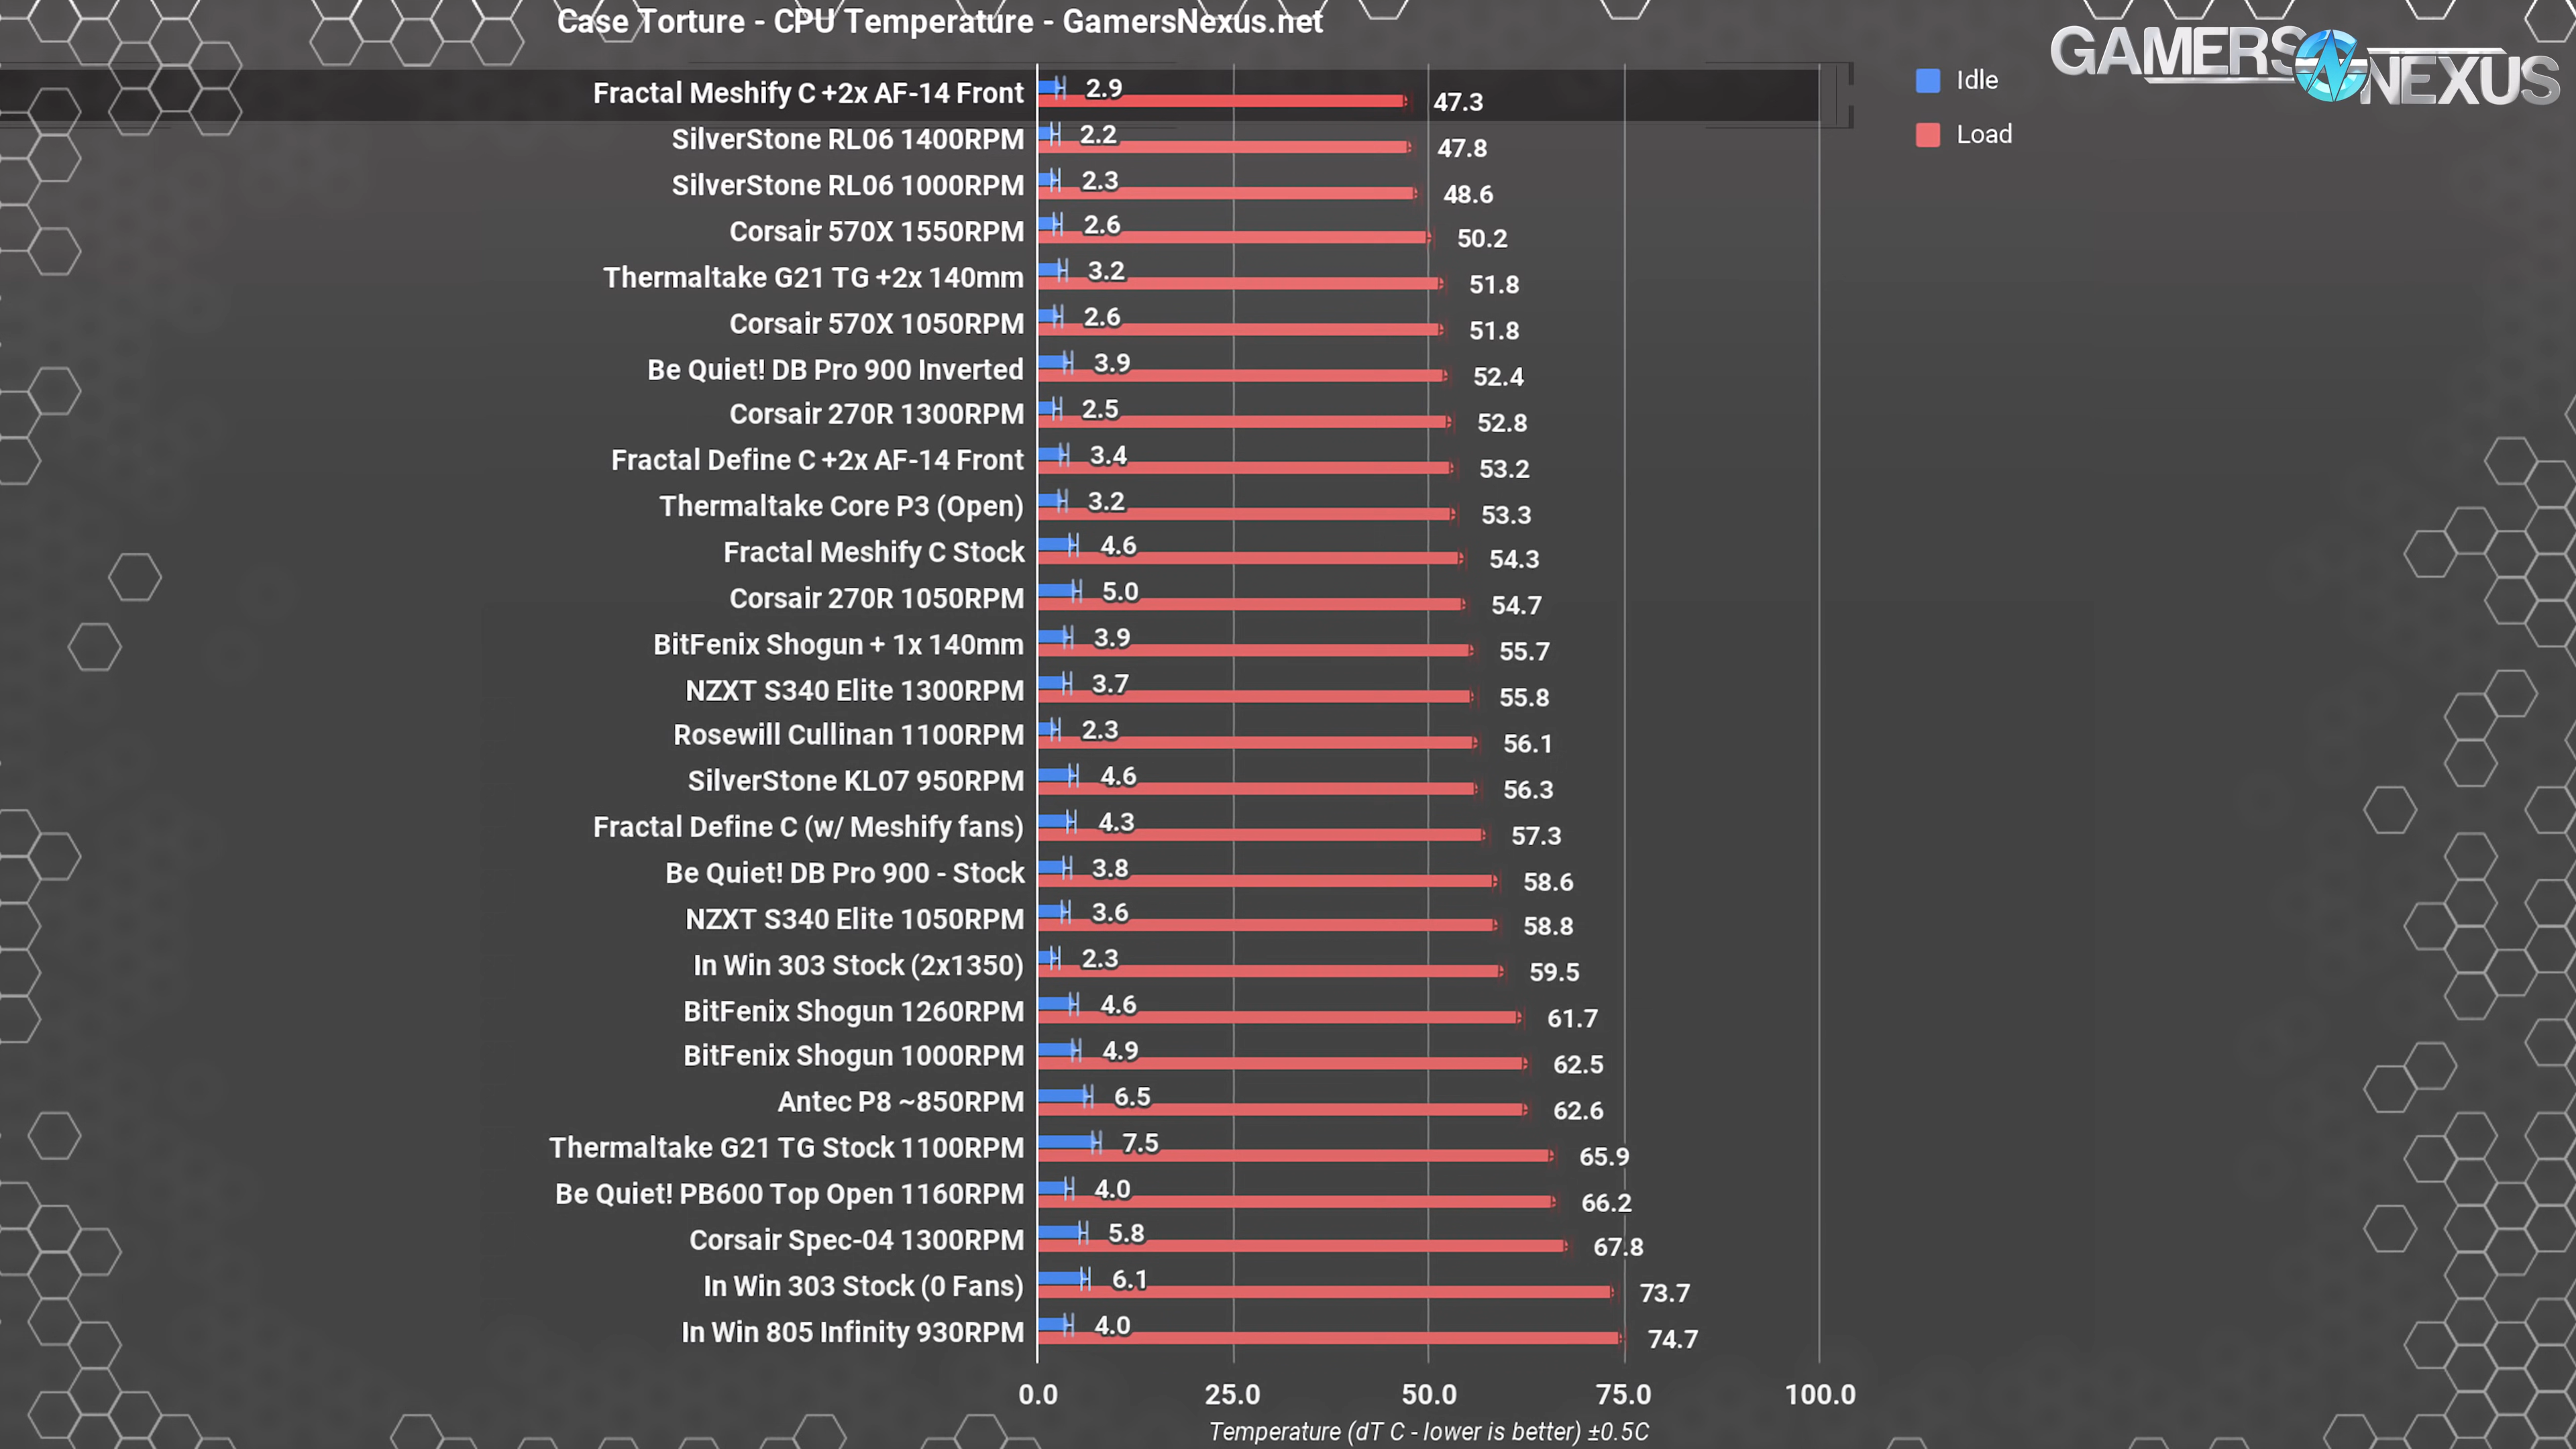 Case Torture - CPU Temperature - GamersNexus.net
GAMERS NEXUS
Idle
Load
Fractal Meshify C +2x AF-14 Front 2.9 47.3
SilverStone RL06 1400RPM 2.2 47.8
SilverStone RL06 1000RPM 2.3 48.6
Corsair 570X 1550RPM 2.6 50.2
Thermaltake G21 TG +2x 140mm 3.2 51.8
Corsair 570X 1050RPM 2.6 51.8
Be Quiet! DB Pro 900 Inverted 3.9 52.4
Corsair 270R 1300RPM 2.5 52.8
Fractal Define C +2x AF-14 Front 3.4 53.2
Thermaltake Core P3 (Open) 3.2 53.3
Fractal Meshify C Stock 4.6 54.3
Corsair 270R 1050RPM 5.0 54.7
BitFenix Shogun + 1x 140mm 3.9 55.7
NZXT S340 Elite 1300RPM 3.7 55.8
Rosewill Cullinan 1100RPM 2.3 56.1
SilverStone KL07 950RPM 4.6 56.3
Fractal Define C (w/ Meshify fans) 4.3 57.3
Be Quiet! DB Pro 900 - Stock 3.8 58.6
NZXT S340 Elite 1050RPM 3.6 58.8
In Win 303 Stock (2x1350) 2.3 59.5
BitFenix Shogun 1260RPM 4.6 61.7
BitFenix Shogun 1000RPM 4.9 62.5
Antec P8 ~850RPM 6.5 62.6
Thermaltake G21 TG Stock 1100RPM 7.5 65.9
Be Quiet! PB600 Top Open 1160RPM 4.0 66.2
Corsair Spec-04 1300RPM 5.8 67.8
In Win 303 Stock (0 Fans) 6.1 73.7
In Win 805 Infinity 930RPM 4.0 74.7
0.0 25.0 50.0 75.0 100.0
Temperature (dT C - lower is better) ±0.5C